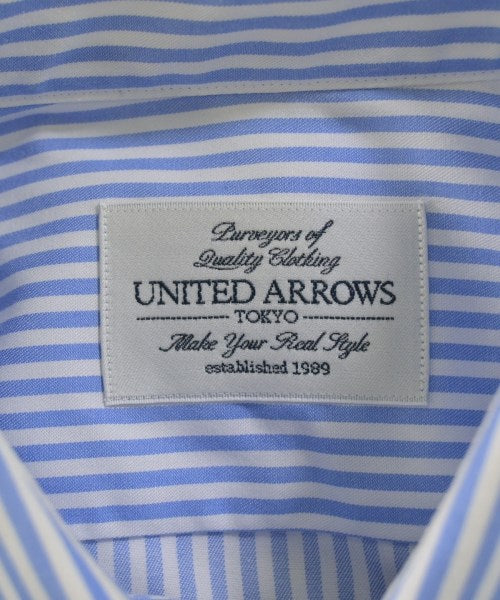 Purveyors of
Quality Clothing
UNITED ARROWS
TOKYO
Make Your Real Style
established 1989